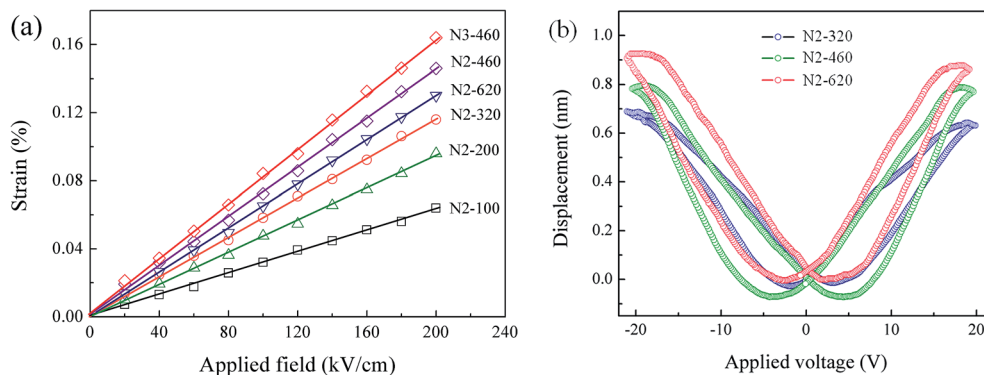 (a)
0.16
0.12
0.08
0.04
0.00
Strain (%)
N3-460
N2-460
N2-620
N2-320
N2-200
N2-100
0 40 80 120 160 200 240
Applied field (kV/cm)
(b)
1.0
0.8
0.6
0.4
0.2
0.0
Displacement (nm)
N2-320
N2-460
N2-620
-20 -10 0 10 20
Applied voltage (V)